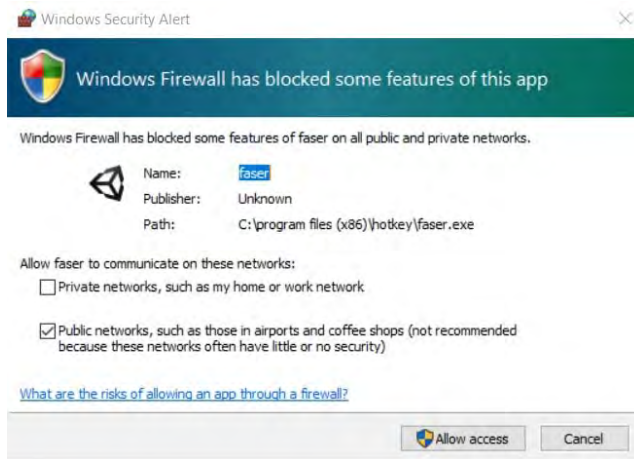 Windows Security Alert
Windows Firewall has blocked some features of this app
Windows Firewall has blocked some features of faser on all public and private networks.
Name: faser
Publisher: Unknown
Path: C:\program files (x86)\hotkey\faser.exe
Allow faser to communicate on these networks:
Private networks, such as my home or work network
Public networks, such as those in airports and coffee shops (not recommended
because these networks often have little or no security)
What are the risks of allowing an app through a firewall?
Allow access Cancel